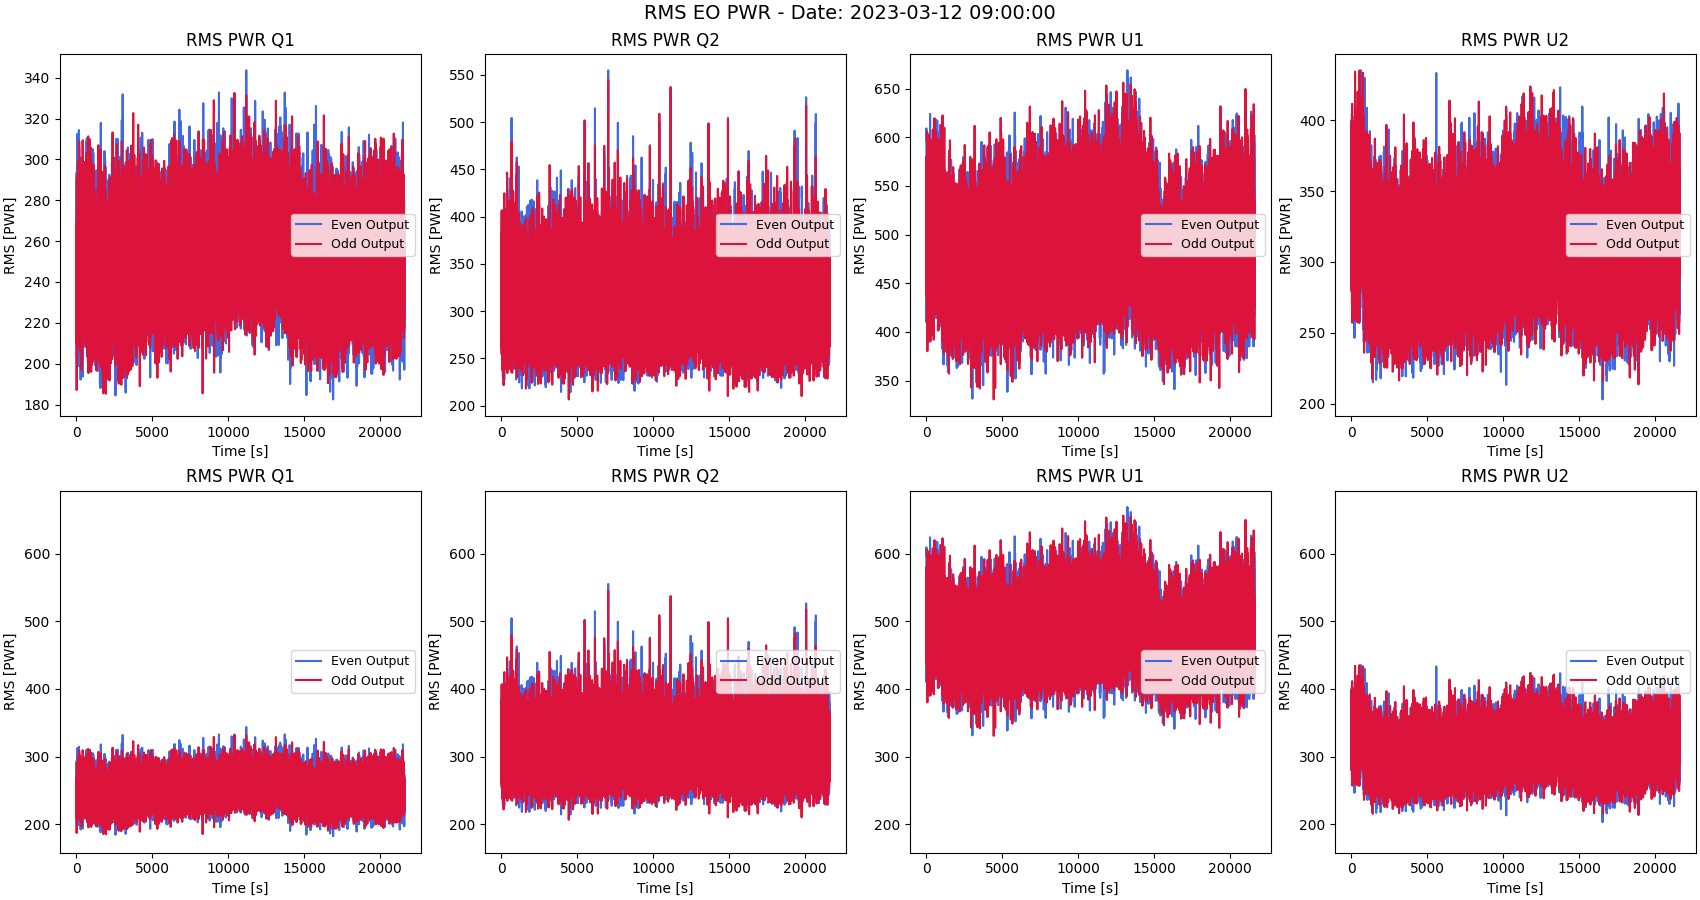 RMS EO PWR - Date: 2023-03-12 09:00:00
RMS PWR Q1
RMS [PWR]
340
320
300
280
260
240
220
200
180
0 5000 10000 15000 20000
Time [s]
Even Output
Odd Output
RMS PWR Q2
RMS [PWR]
550
500
450
400
350
300
250
200
0 5000 10000 15000 20000
Time [s]
Even Output
Odd Output
RMS PWR U1
RMS [PWR]
650
600
550
500
450
400
350
0 5000 10000 15000 20000
Time [s]
Even Output
Odd Output
RMS PWR U2
RMS [PWR]
400
350
300
250
200
0 5000 10000 15000 20000
Time [s]
Even Output
Odd Output
RMS PWR Q1
RMS [PWR]
600
500
400
300
200
0 5000 10000 15000 20000
Time [s]
Even Output
Odd Output
RMS PWR Q2
RMS [PWR]
600
500
400
300
200
0 5000 10000 15000 20000
Time [s]
Even Output
Odd Output
RMS PWR U1
RMS [PWR]
600
500
400
300
200
0 5000 10000 15000 20000
Time [s]
Even Output
Odd Output
RMS PWR U2
RMS [PWR]
600
500
400
300
200
0 5000 10000 15000 20000
Time [s]
Even Output
Odd Output